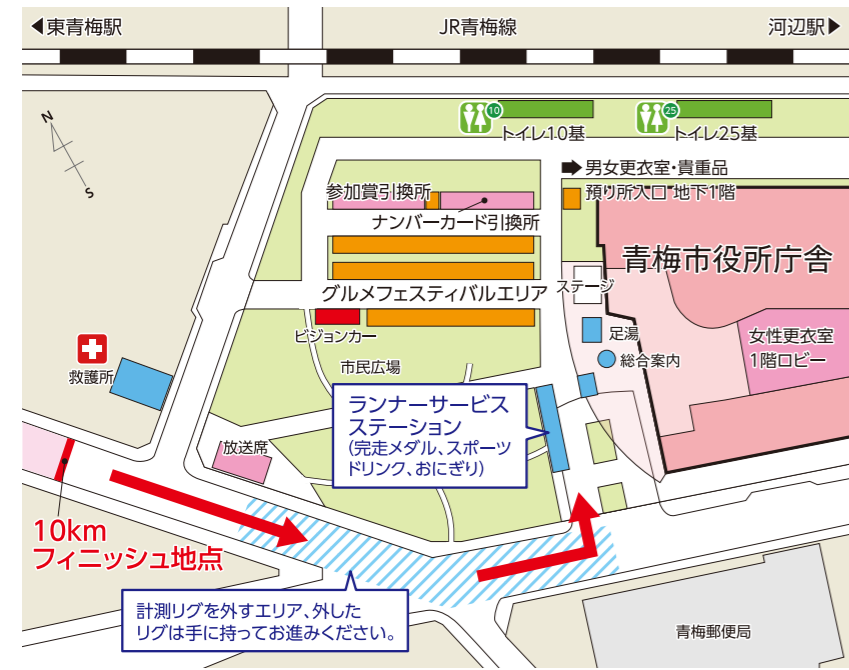 ◀東青梅駅
JR青梅線
河辺駅▶
N
S
10
トイレ10基
25
トイレ25基
➡男女更衣室・貴重品
預り所入口 地下1階
参加賞引換所
ナンバーカード引換所
青梅市役所庁舎
グルメフェスティバルエリア
ステージ
ビジョンカー
足湯
総合案内
女性更衣室
1階ロビー
救護所
市民広場
ランナーサービス
ステーション
(完走メダル、スポーツ
ドリンク、おにぎり)
放送席
10km
フィニッシュ地点
計測リグを外すエリア、外した
リグは手に持ってお進みください。
青梅郵便局